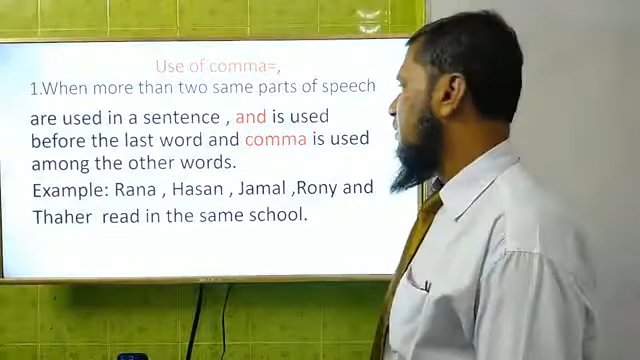 Use of comma=,
1.When more than two same parts of speech
are used in a sentence , and is used
before the last word and comma is used
among the other words.
Example: Rana , Hasan , Jamal ,Rony and
Thaher read in the same school.